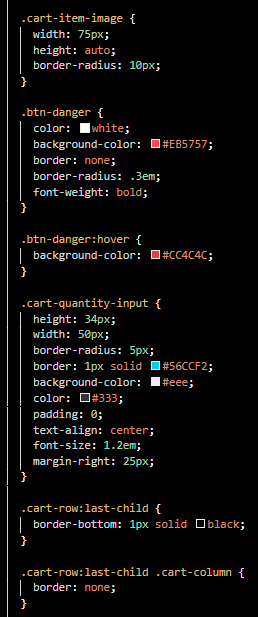 .cart-item-image {
width: 75px;
height: auto;
border-radius: 10px;
}
.btn-danger {
color: white;
background-color: #EB5757;
border: none;
border-radius: .3em;
font-weight: bold;
}
.btn-danger:hover {
background-color: #CC4C4C;
}
.cart-quantity-input {
height: 34px;
width: 50px;
border-radius: 5px;
border: 1px solid #56CCF2;
background-color: #eee;
color: #333;
padding: 0;
text-align: center;
font-size: 1.2em;
margin-right: 25px;
}
.cart-row:last-child {
border-bottom: 1px solid black;
}
.cart-row:last-child .cart-column {
border: none;
}